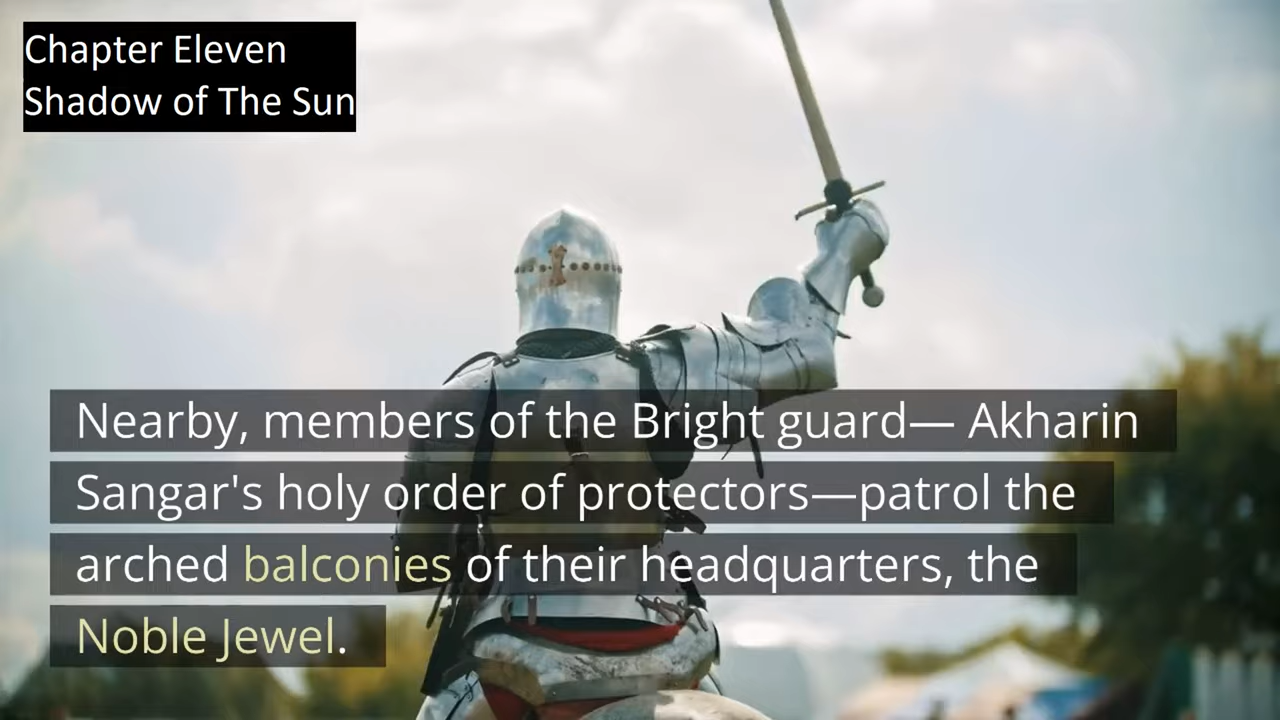 Chapter Eleven
Shadow of The Sun
Nearby, members of the Bright guard— Akharin
Sangar's holy order of protectors—patrol the
arched balconies of their headquarters, the
Noble Jewel.